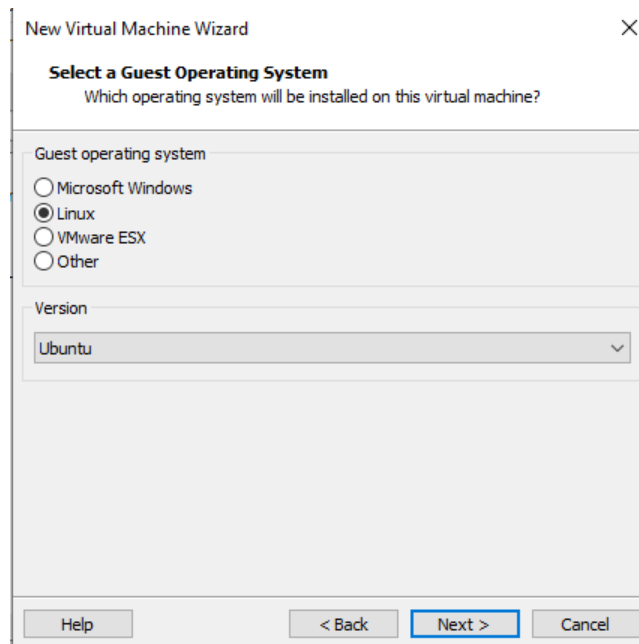 New Virtual Machine Wizard
Select a Guest Operating System
Which operating system will be installed on this virtual machine?
Guest operating system
Microsoft Windows
Linux
VMware ESX
Other
Version
Ubuntu
Help < Back Next > Cancel